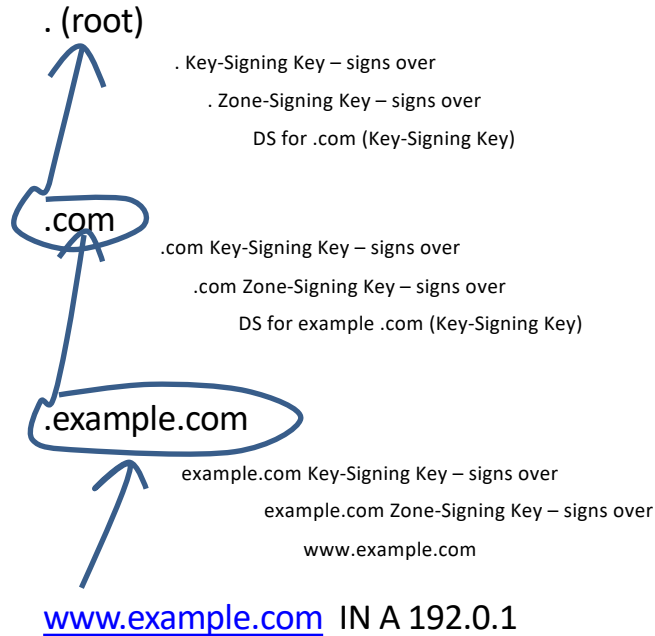 . (root)
. Key-Signing Key – signs over
. Zone-Signing Key – signs over
DS for .com (Key-Signing Key)
.com
.com Key-Signing Key – signs over
.com Zone-Signing Key – signs over
DS for example .com (Key-Signing Key)
.example.com
example.com Key-Signing Key – signs over
example.com Zone-Signing Key – signs over
www.example.com
www.example.com IN A 192.0.1